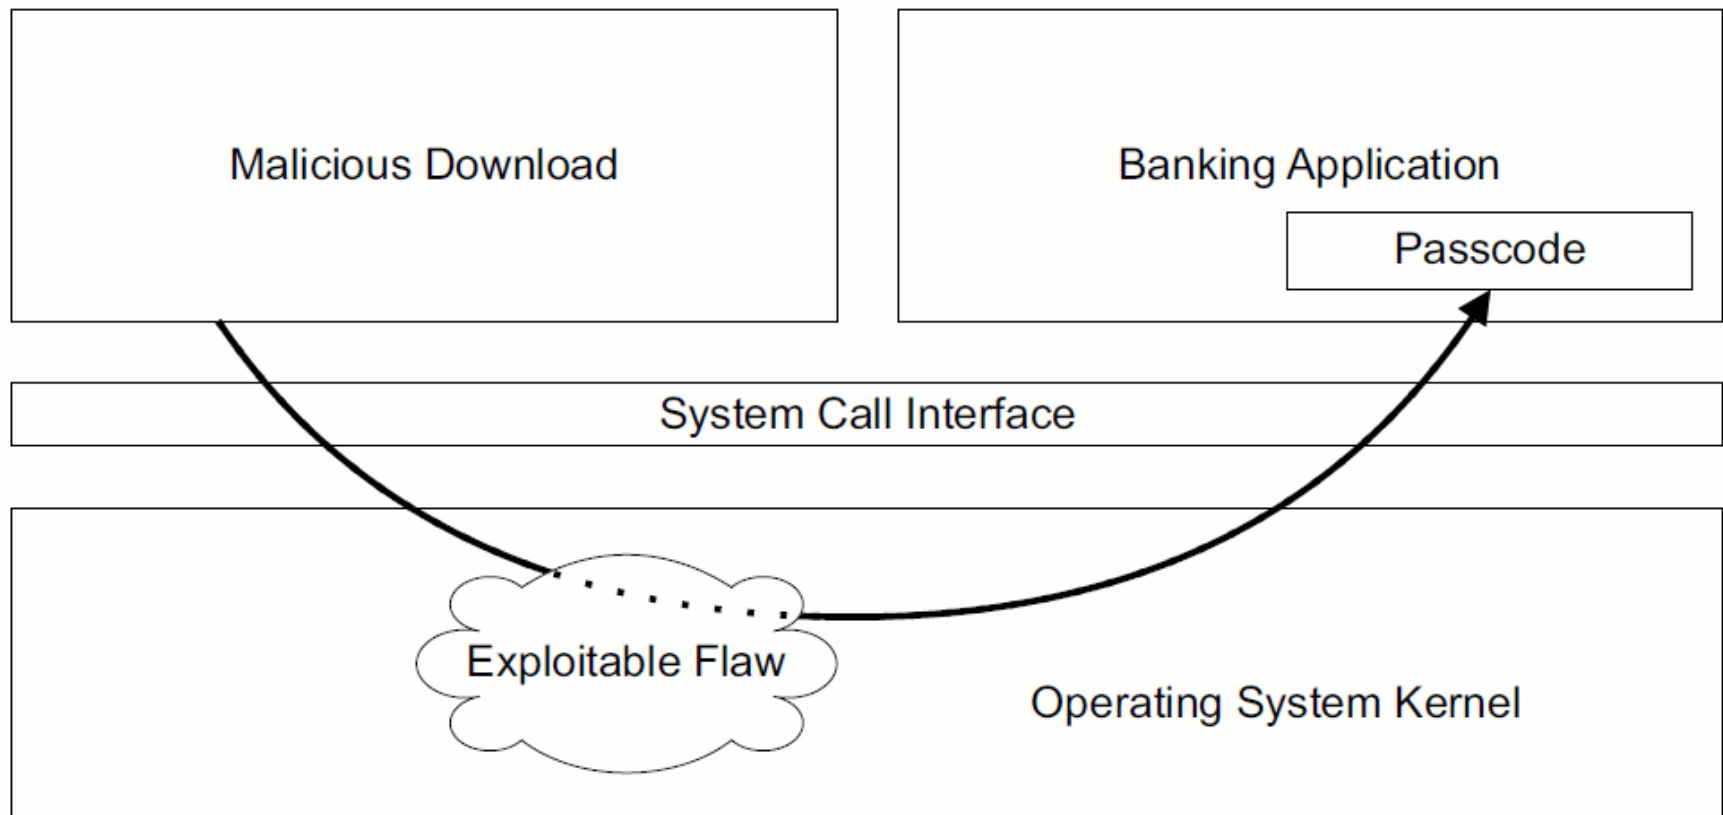 Malicious Download
Banking Application
Passcode
System Call Interface
Exploitable Flaw
Operating System Kernel